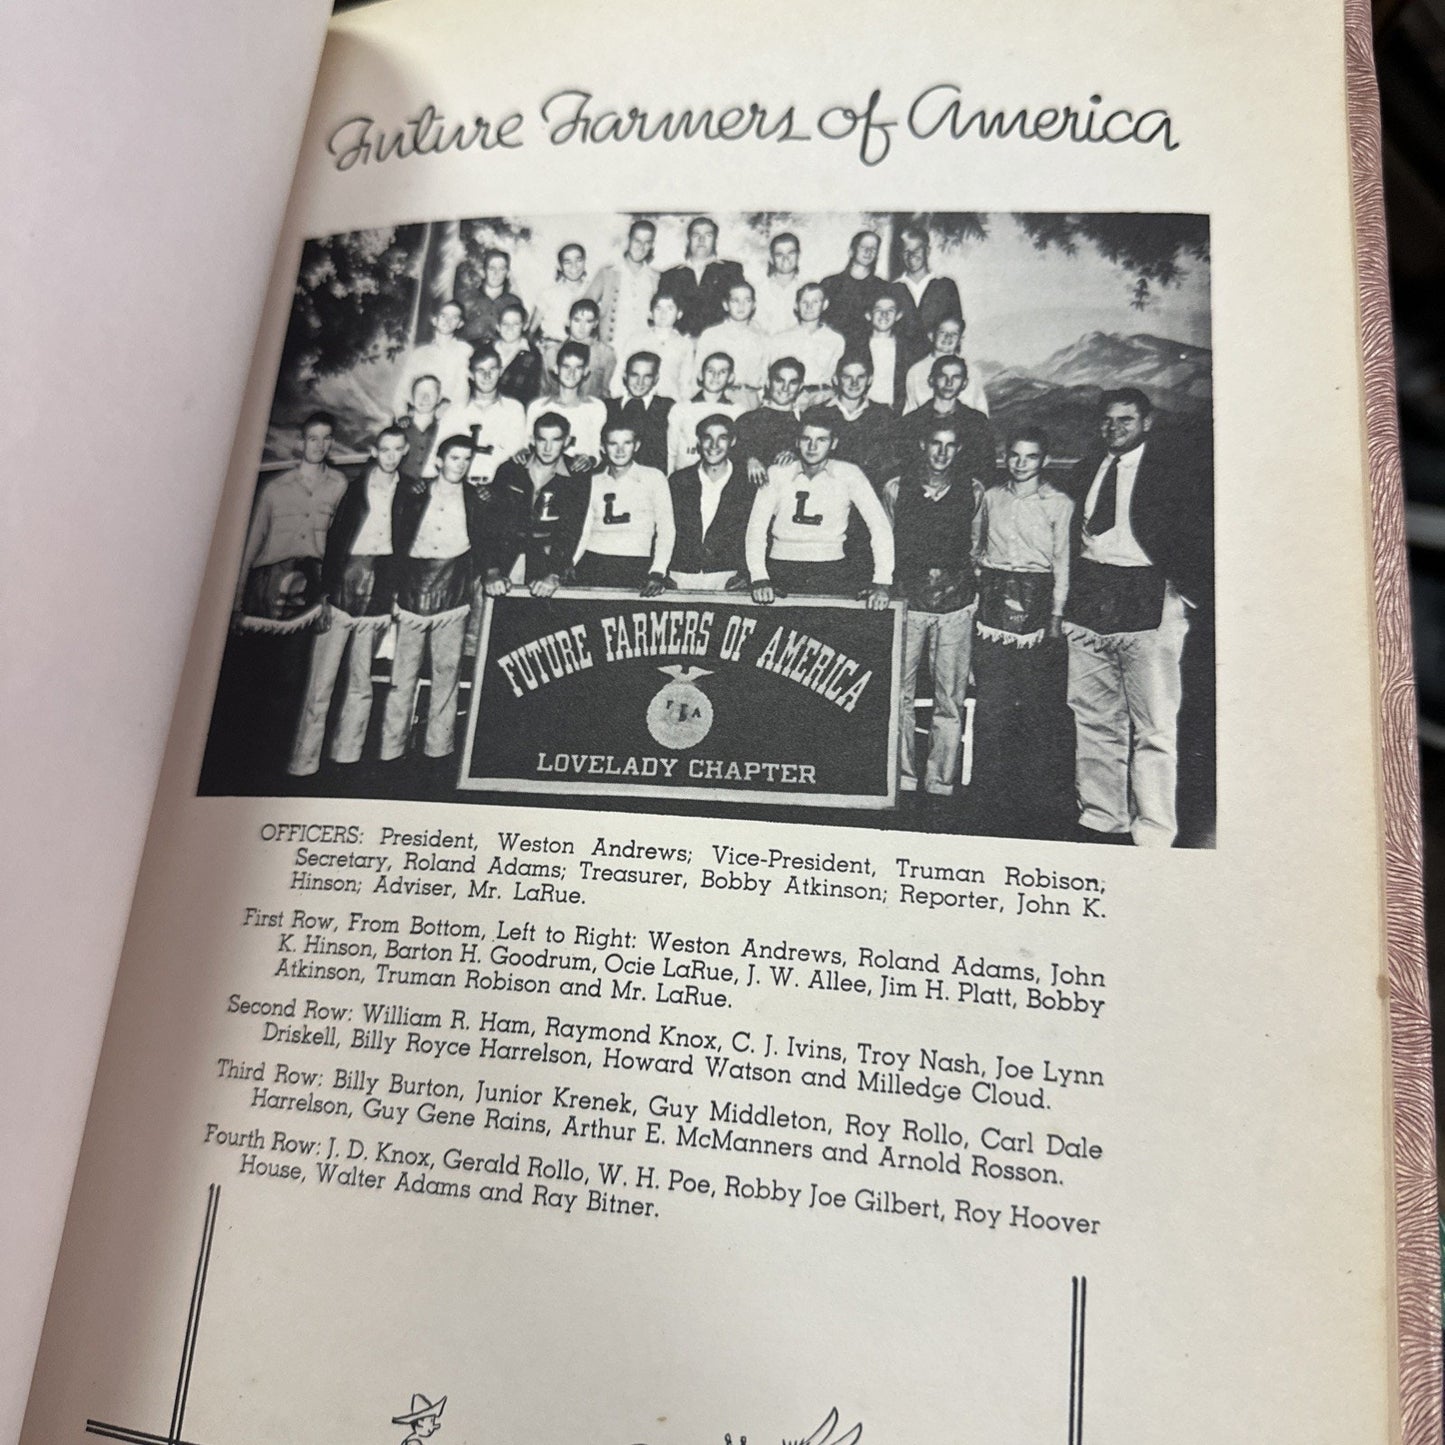 Future Farmers of America
L
L
L
L
FUTURE FARMERS OF AMERICA
F F A
LOVELADY CHAPTER
OFFICERS: President, Weston Andrews; Vice-President, Truman Robison;
Secretary, Roland Adams; Treasurer, Bobby Atkinson; Reporter, John K.
Hinson; Adviser, Mr. LaRue.
First Row, From Bottom, Left to Right: Weston Andrews, Roland Adams, John
K. Hinson, Barton H. Goodrum, Ocie LaRue, J. W. Allee, Jim H. Platt, Bobby
Atkinson, Truman Robison and Mr. LaRue.
Second Row: William R. Ham, Raymond Knox, C. J. Ivins, Troy Nash, Joe Lynn
Driskell, Billy Royce Harrelson, Howard Watson and Milledge Cloud.
Third Row: Billy Burton, Junior Krenek, Guy Middleton, Roy Rollo, Carl Dale
Harrelson, Guy Gene Rains, Arthur E. McManners and Arnold Rosson.
Fourth Row: J. D. Knox, Gerald Rollo, W. H. Poe, Robby Joe Gilbert, Roy Hoover
House, Walter Adams and Ray Bitner.